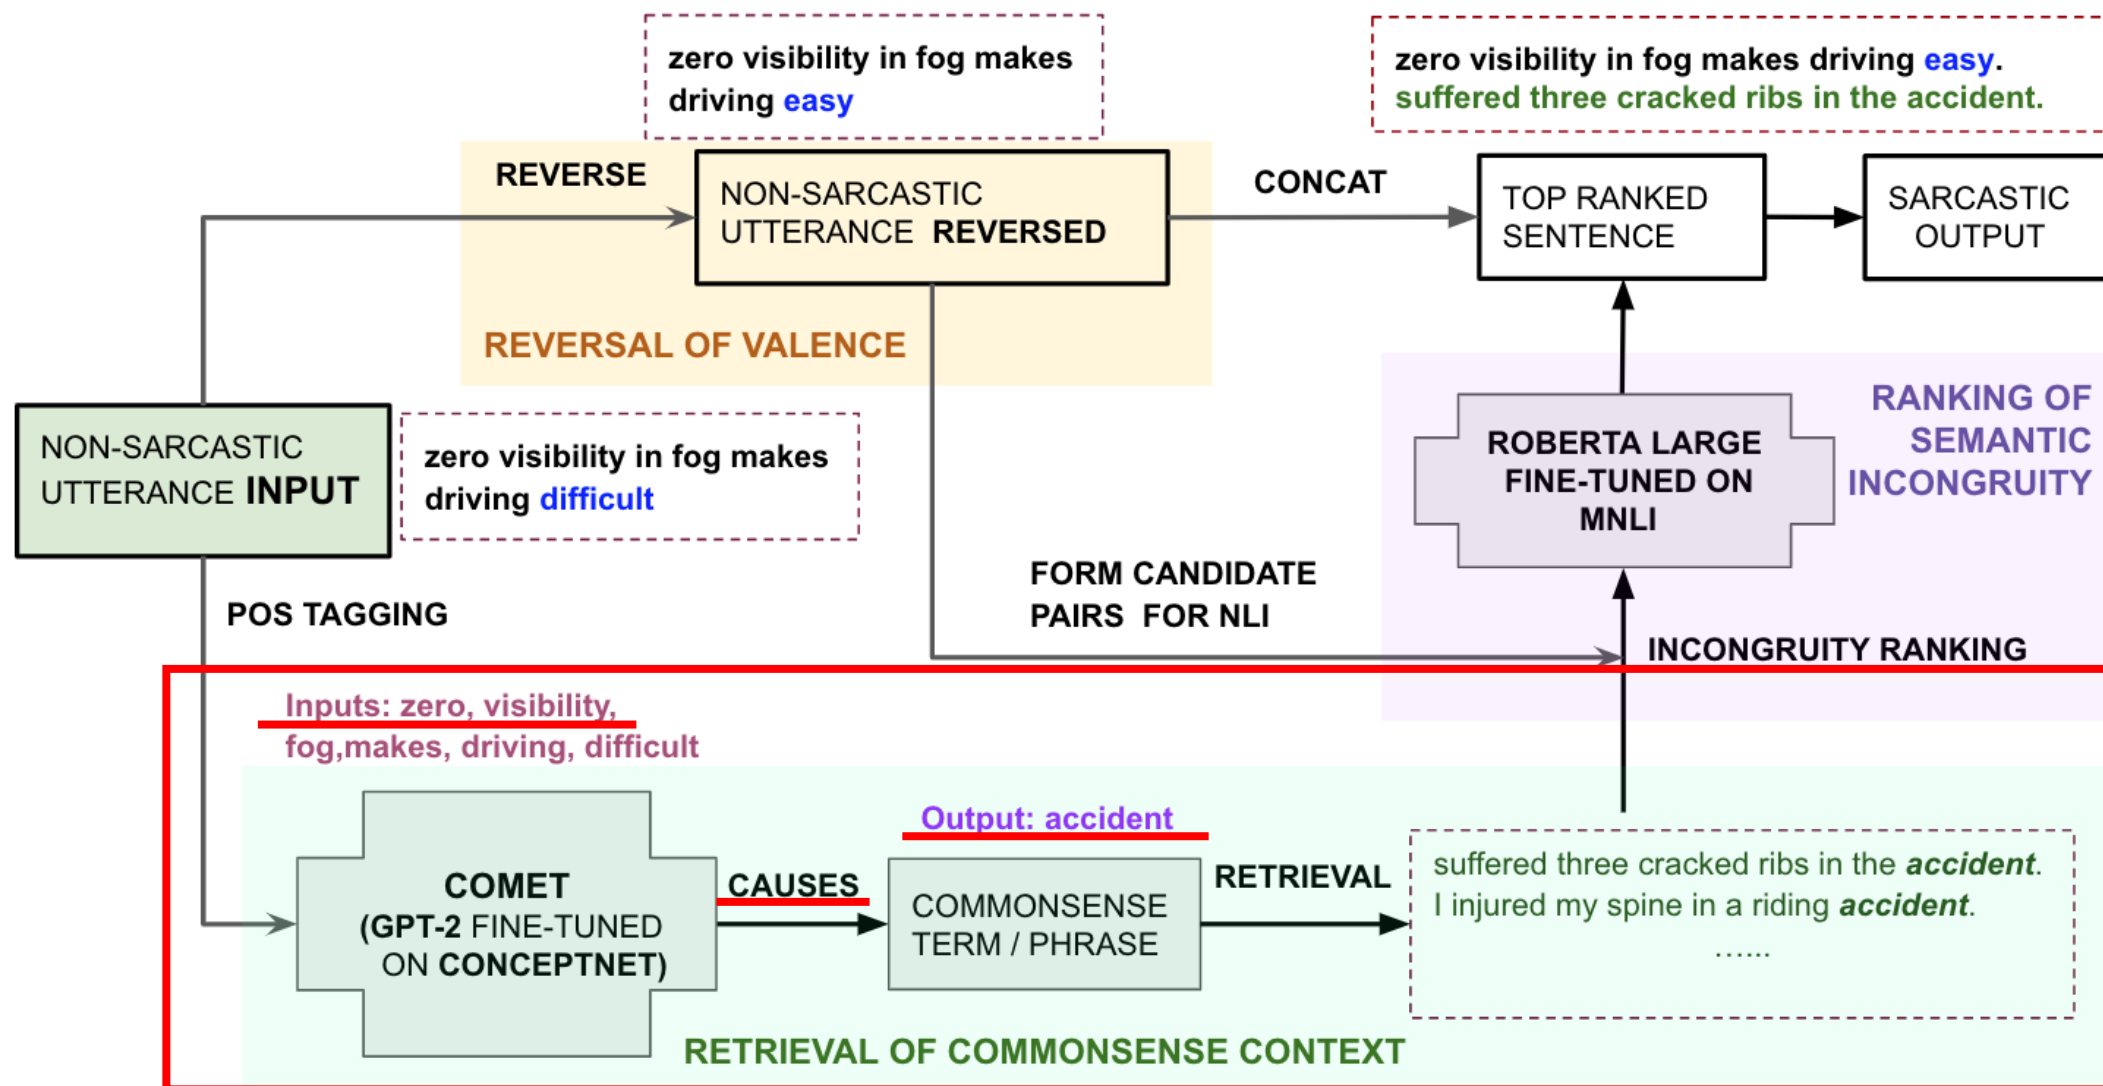 zero visibility in fog makes
driving easy
zero visibility in fog makes driving easy.
suffered three cracked ribs in the accident.
REVERSE
NON-SARCASTIC
UTTERANCE REVERSED
CONCAT
TOP RANKED
SENTENCE
SARCASTIC
OUTPUT
REVERSAL OF VALENCE
NON-SARCASTIC
UTTERANCE INPUT
zero visibility in fog makes
driving difficult
ROBERTA LARGE
FINE-TUNED ON
MNLI
RANKING OF
SEMANTIC
INCONGRUITY
POS TAGGING
FORM CANDIDATE
PAIRS FOR NLI
INCONGRUITY RANKING
Inputs: zero, visibility,
fog,makes, driving, difficult
COMET
(GPT-2 FINE-TUNED
ON CONCEPTNET)
CAUSES
Output: accident
COMMONSENSE
TERM / PHRASE
RETRIEVAL
suffered three cracked ribs in the accident.
I injured my spine in a riding accident.
…...
RETRIEVAL OF COMMONSENSE CONTEXT